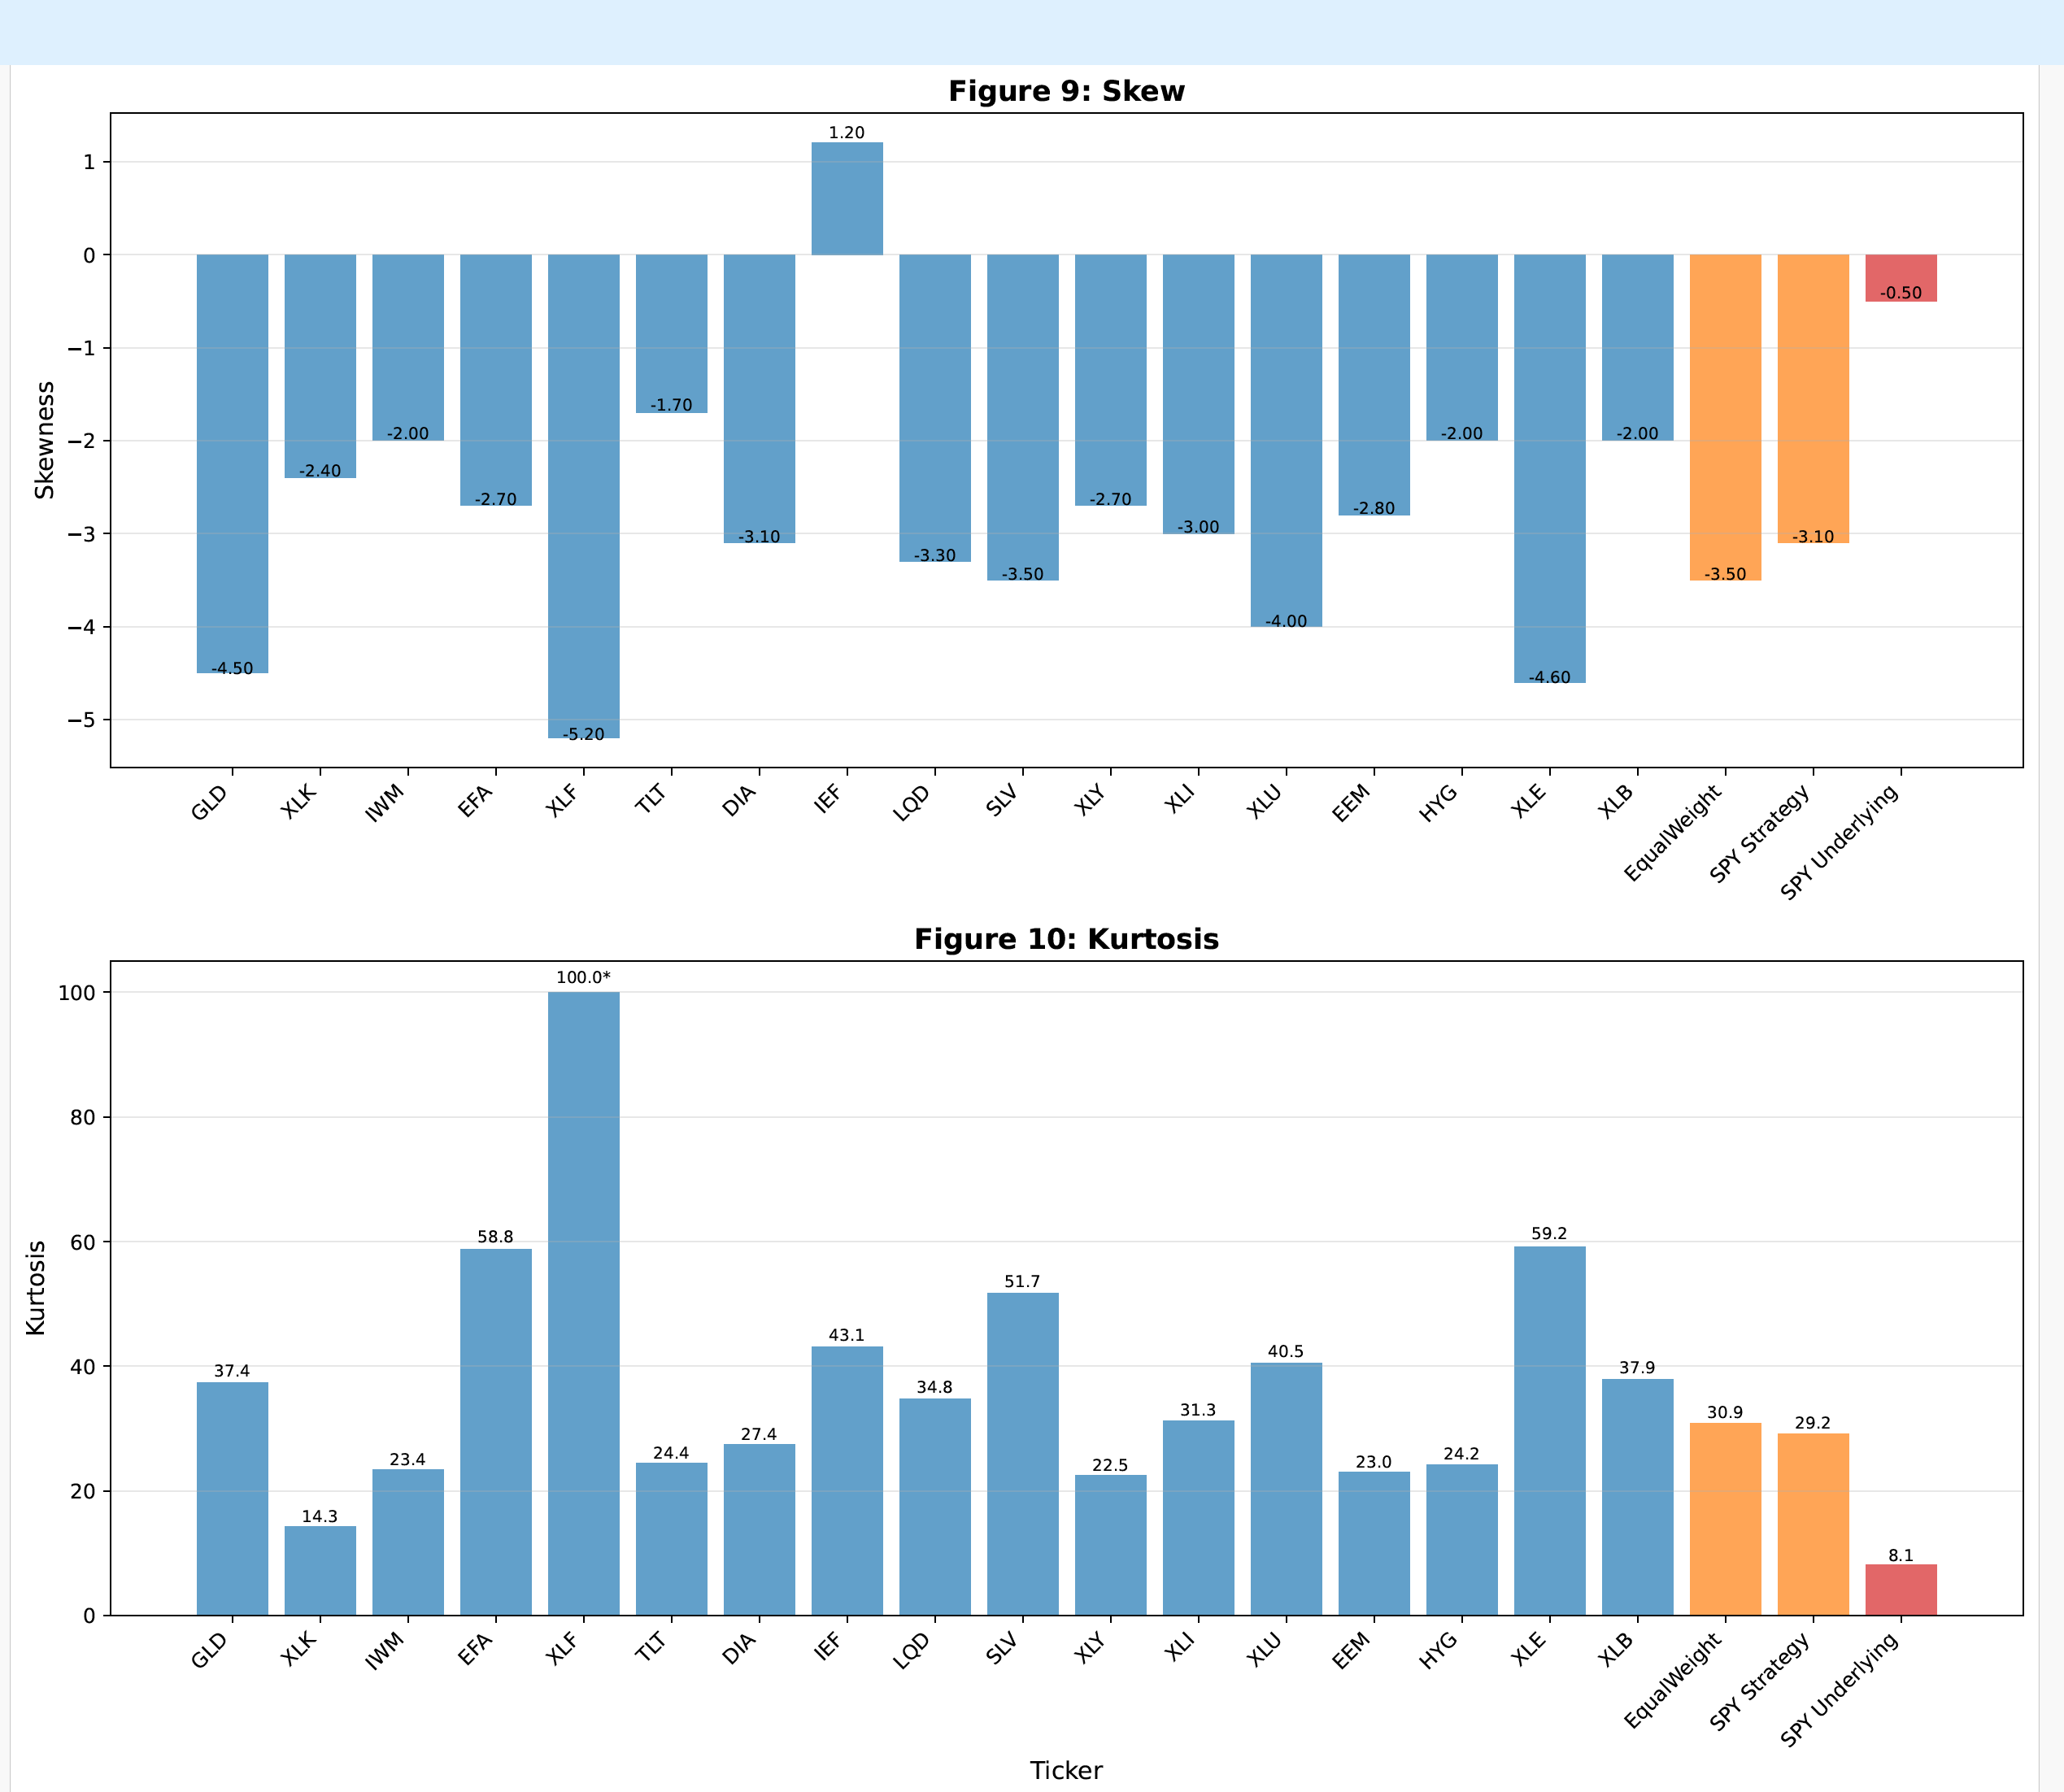 Figure 9: Skew
Skewness
1
0
−1
−2
−3
−4
−5
-4.50
-2.40
-2.00
-2.70
-5.20
-1.70
-3.10
1.20
-3.30
-3.50
-2.70
-3.00
-4.00
-2.80
-2.00
-4.60
-2.00
-3.50
-3.10
-0.50
GLD
XLK
IWM
EFA
XLF
TLT
DIA
IEF
LQD
SLV
XLY
XLI
XLU
EEM
HYG
XLE
XLB
EqualWeight
SPY Strategy
SPY Underlying
Figure 10: Kurtosis
Kurtosis
100
80
60
40
20
0
37.4
14.3
23.4
58.8
100.0*
24.4
27.4
43.1
34.8
51.7
22.5
31.3
40.5
23.0
24.2
59.2
37.9
30.9
29.2
8.1
GLD
XLK
IWM
EFA
XLF
TLT
DIA
IEF
LQD
SLV
XLY
XLI
XLU
EEM
HYG
XLE
XLB
EqualWeight
SPY Strategy
SPY Underlying
Ticker